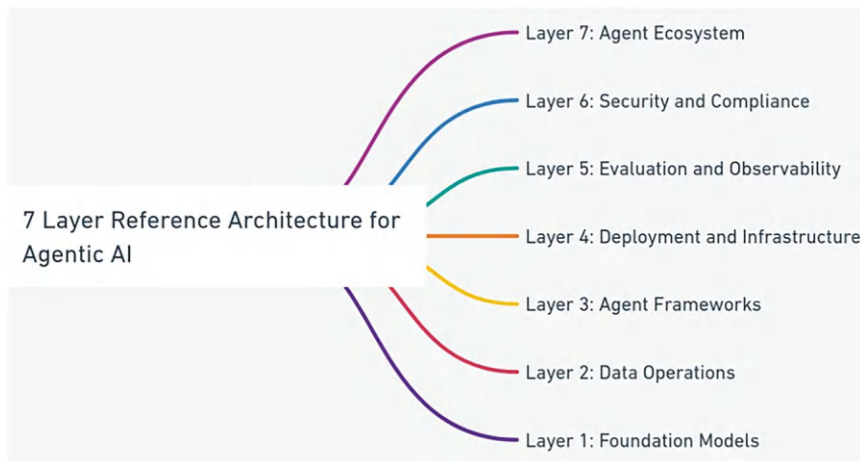 Layer 7: Agent Ecosystem
Layer 6: Security and Compliance
Layer 5: Evaluation and Observability
7 Layer Reference Architecture for
Agentic AI
Layer 4: Deployment and Infrastructure
Layer 3: Agent Frameworks
Layer 2: Data Operations
Layer 1: Foundation Models